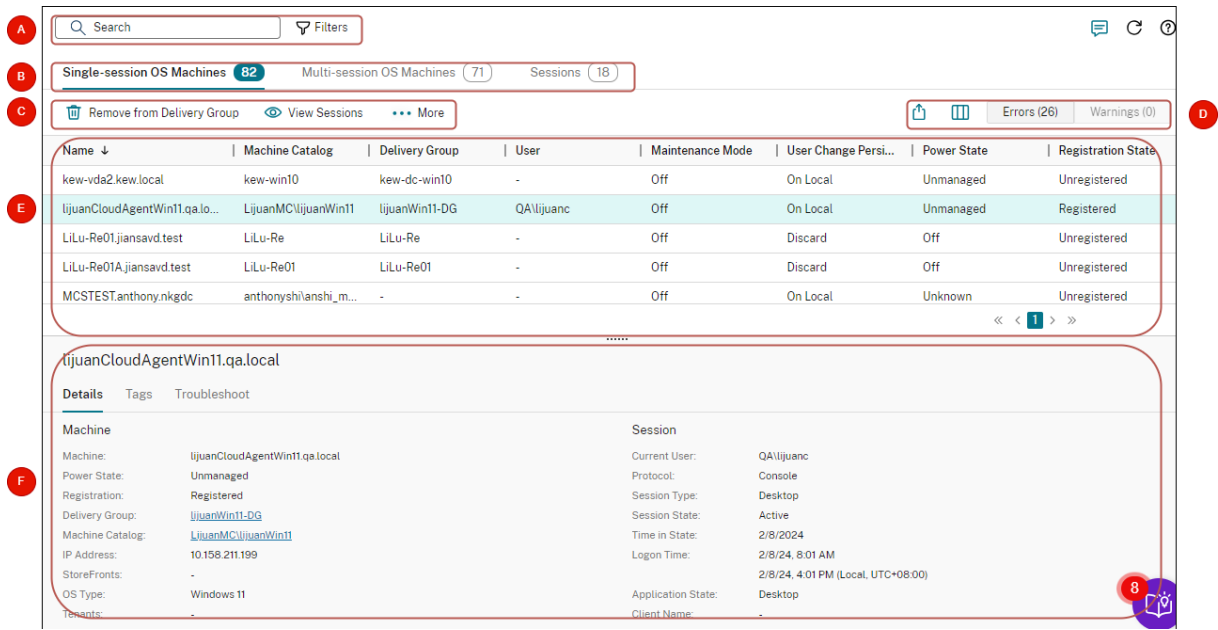 A
Search Filters
B
Single-session OS Machines 82 Multi-session OS Machines 71 Sessions 18
C
Remove from Delivery Group View Sessions ••• More Errors (26) Warnings (0)
D
Name ↓ Machine Catalog Delivery Group User Maintenance Mode User Change Persi... Power State Registration State
kew-vda2.kew.local kew-win10 kew-dc-win10 - Off On Local Unmanaged Unregistered
E
lijuanCloudAgentWin11.qa.lo... LijuanMC\lijuanWin11 lijuanWin11-DG QA\lijuanc Off On Local Unmanaged Registered
LiLu-Re01.jiansavd.test LiLu-Re LiLu-Re - Off Discard Off Unregistered
LiLu-Re01A.jiansavd.test LiLu-Re01 LiLu-Re01 - Off Discard Off Unregistered
MCSTEST.anthony.nkgdc anthonyshi\anshi_m... - - Off On Local Unknown Unregistered
« < 1 > »
lijuanCloudAgentWin11.qa.local
Details Tags Troubleshoot
Machine Session
Machine: lijuanCloudAgentWin11.qa.local Current User: QA\lijuanc
Power State: Unmanaged Protocol: Console
F
Registration: Registered Session Type: Desktop
Delivery Group: lijuanWin11-DG Session State: Active
Machine Catalog: LijuanMC\lijuanWin11 Time in State: 2/8/2024
IP Address: 10.158.211.199 Logon Time: 2/8/24, 8:01 AM
StoreFronts: - 2/8/24, 4:01 PM (Local, UTC+08:00)
OS Type: Windows 11 Application State: Desktop
Tenants: - Client Name: -
8